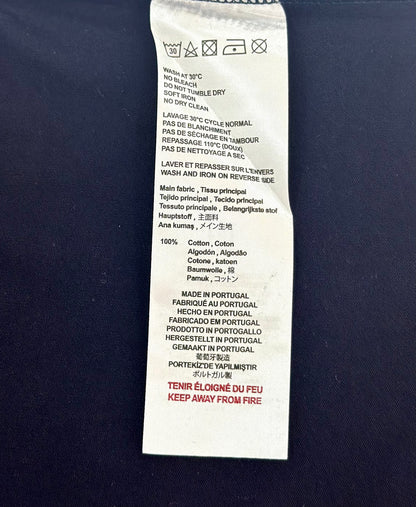 30
WASH AT 30°C
NO BLEACH
DO NOT TUMBLE DRY
SOFT IRON
NO DRY CLEAN
LAVAGE 30°C CYCLE NORMAL
PAS DE BLANCHIMENT
PAS DE SÉCHAGE EN TAMBOUR
REPASSAGE 110°C (DOUX)
PAS DE NETTOYAGE A SEC
LAVER ET REPASSER SUR L'ENVERS
WASH AND IRON ON REVERSE SIDE
Main fabric , Tissu principal
Tejido principal , Tecido principal
Tessuto principale , Belangrijkste stof
Hauptstoff , 主面料
Ana kumaş , メイン生地
100% Cotton , Coton
Algodón , Algodão
Cotone , katoen
Baumwolle , 棉
Pamuk , コットン
MADE IN PORTUGAL
FABRIQUÉ AU PORTUGAL
HECHO EN PORTUGAL
FABRICADO EM PORTUGAL
PRODOTTO IN PORTOGALLO
HERGESTELLT IN PORTUGAL
GEMAAKT IN PORTUGAL
葡萄牙製造
PORTEKİZ'DE YAPILMIŞTIR
ポルトガル製
TENIR ÉLOIGNÉ DU FEU
KEEP AWAY FROM FIRE